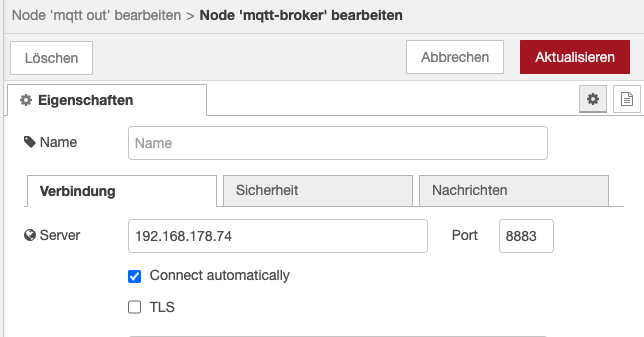 Node 'mqtt out' bearbeiten > Node 'mqtt-broker' bearbeiten
Löschen Abbrechen Aktualisieren
Eigenschaften
Name Name
Verbindung Sicherheit Nachrichten
Server 192.168.178.74 Port 8883
Connect automatically
TLS